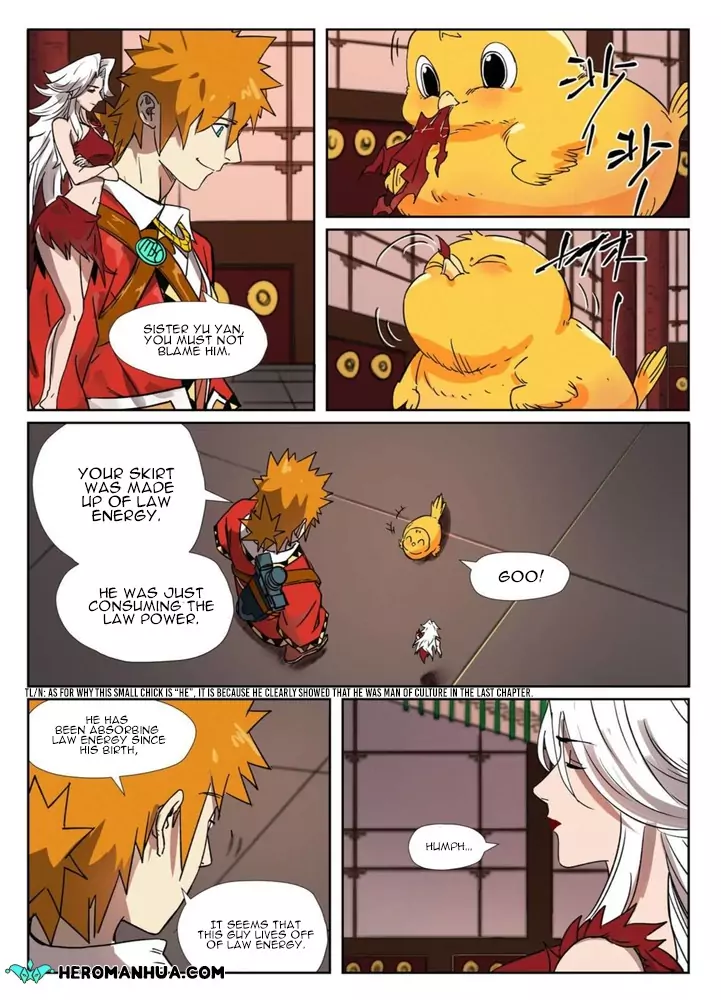 SISTER YU YAN,
YOU MUST NOT
BLAME HIM.
YOUR SKIRT
WAS MADE
UP OF LAW
ENERGY.
HE WAS JUST
CONSUMING THE
LAW POWER.
GOO!
TL/N: AS FOR WHY THIS SMALL CHICK IS "HE", IT IS BECAUSE HE CLEARLY SHOWED THAT HE WAS MAN OF CULTURE IN THE LAST CHAPTER.
HE HAS
BEEN ABSORBING
LAW ENERGY SINCE
HIS BIRTH,
IT SEEMS THAT
THIS GUY LIVES OFF
OF LAW ENERGY.
HUMPH...
HEROMANHUA.COM